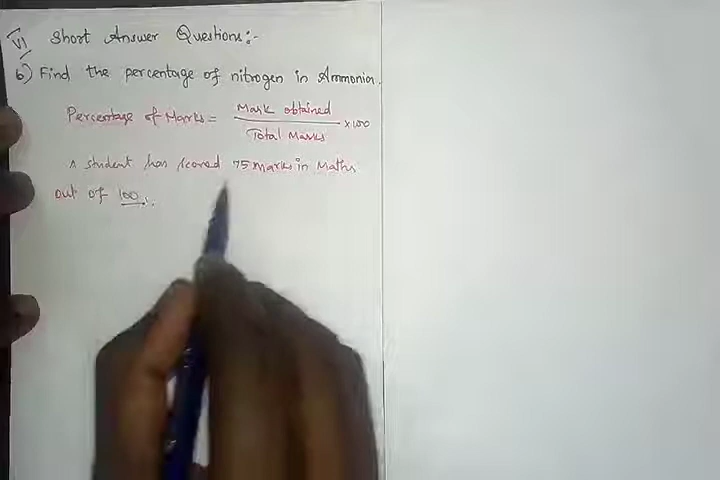 VI Short Answer Questions:-
6) Find the percentage of nitrogen in Ammonia.
Percentage of Marks = Mark obtained / Total Marks × 100
A student has scored 75 marks in Maths
out of 100.